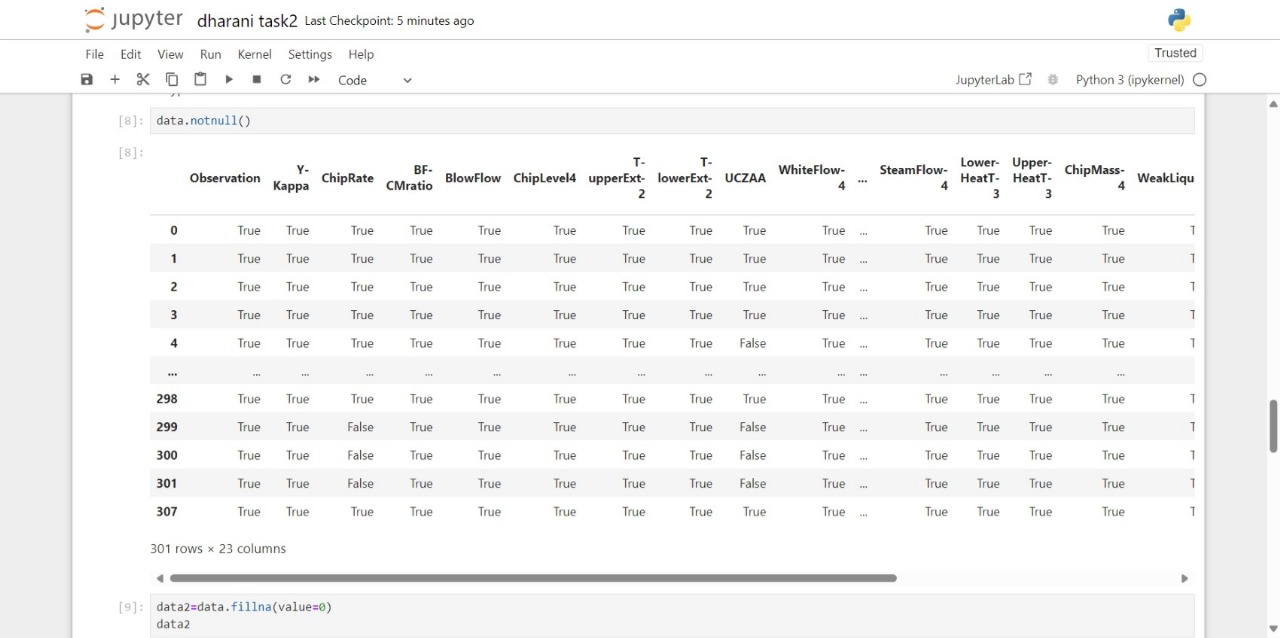 jupyter dharani task2 Last Checkpoint: 5 minutes ago
File Edit View Run Kernel Settings Help Trusted
Code JupyterLab Python 3 (ipykernel)
[8]: data.notnull()
[8]:
Observation Y-Kappa ChipRate BF-CMratio BlowFlow ChipLevel4 T-upperExt-2 T-lowerExt-2 UCZAA WhiteFlow-4 ... SteamFlow-4 Lower-HeatT-3 Upper-HeatT-3 ChipMass-4 WeakLiqu
0 True True True True True True True True True True ... True True True True T
1 True True True True True True True True True True ... True True True True T
2 True True True True True True True True True True ... True True True True T
3 True True True True True True True True True True ... True True True True T
4 True True True True True True True True False True ... True True True True T
... ... ... ... ... ... ... ... ... ... ... ... ... ... ... ...
298 True True True True True True True True True True ... True True True True T
299 True True False True True True True True False True ... True True True True T
300 True True False True True True True True False True ... True True True True T
301 True True False True True True True True False True ... True True True True T
307 True True True True True True True True True True ... True True True True T
301 rows × 23 columns
[9]: data2=data.fillna(value=0)
data2